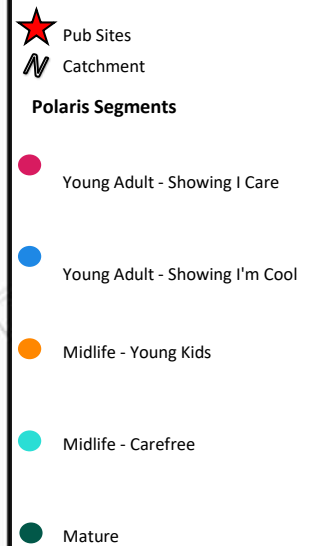 Pub Sites
Catchment
Polaris Segments
Young Adult - Showing I Care
Young Adult - Showing I'm Cool
Midlife - Young Kids
Midlife - Carefree
Mature